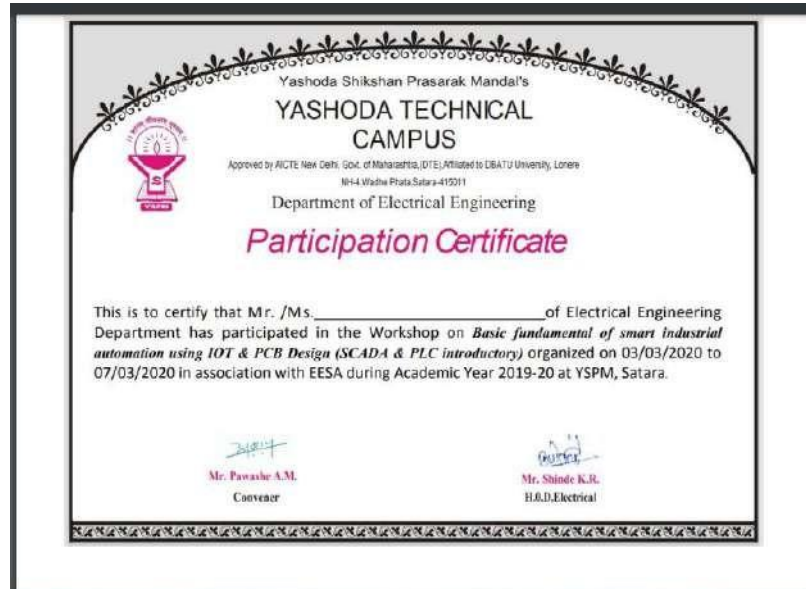 Yashoda Shikshan Prasarak Mandal's
YASHODA TECHNICAL
CAMPUS
Approved by AICTE New Delhi, Govt. of Maharashtra, (DTE),Affiliated to DBATU University, Lonere
NH-4,Wadhe Phata,Satara-415011
Department of Electrical Engineering
Participation Certificate
S
YSPM
This is to certify that Mr. /Ms.______________________________of Electrical Engineering
Department has participated in the Workshop on Basic fundamental of smart industrial
automation using IOT & PCB Design (SCADA & PLC introductory) organized on 03/03/2020 to
07/03/2020 in association with EESA during Academic Year 2019-20 at YSPM, Satara.
Mr. Pawashe A.M.
Convener
Mr. Shinde K.R.
H.O.D.Electrical